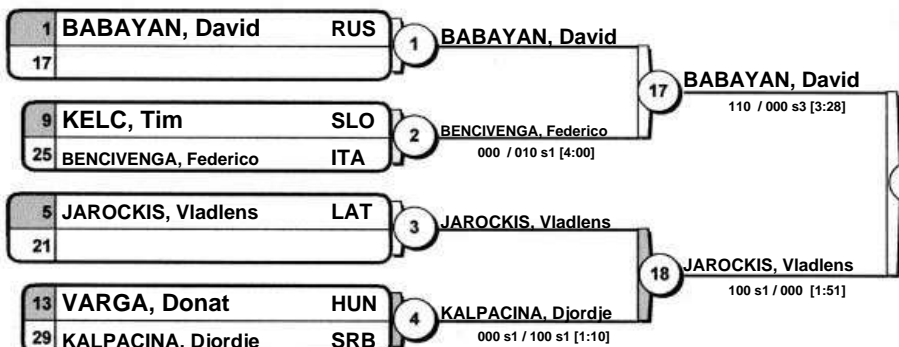 1 BABAYAN, David RUS
17
1
BABAYAN, David
9 KELC, Tim SLO
25 BENCIVENGA, Federico ITA
2
BENCIVENGA, Federico
000 / 010 s1 [4:00]
17
BABAYAN, David
110 / 000 s3 [3:28]
5 JAROCKIS, Vladlens LAT
21
3
JAROCKIS, Vladlens
13 VARGA, Donat HUN
29 KALPACINA, Djordje SRB
4
KALPACINA, Djordje
000 s1 / 100 s1 [1:10]
18
JAROCKIS, Vladlens
100 s1 / 000 [1:51]